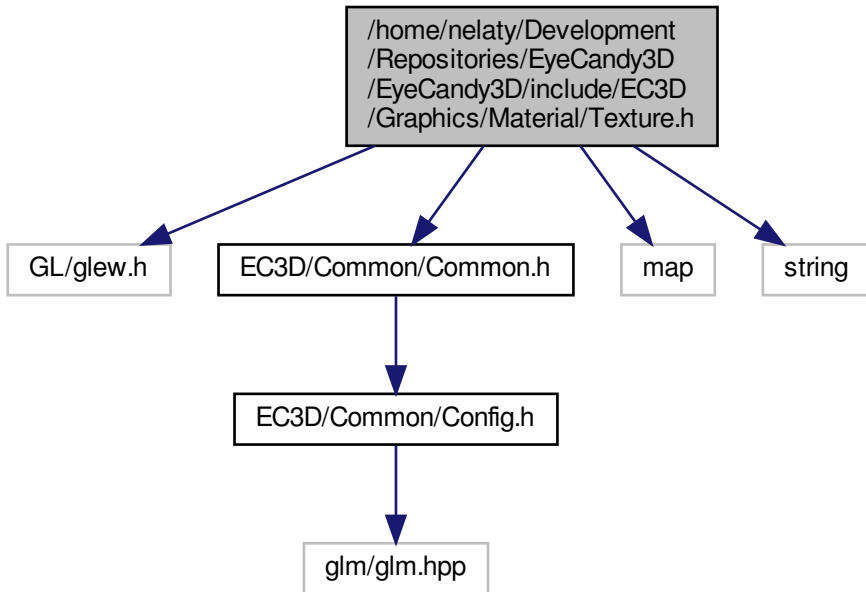 /home/nelaty/Development
/Repositories/EyeCandy3D
/EyeCandy3D/include/EC3D
/Graphics/Material/Texture.h
GL/glew.h
EC3D/Common/Common.h
map
string
EC3D/Common/Config.h
glm/glm.hpp